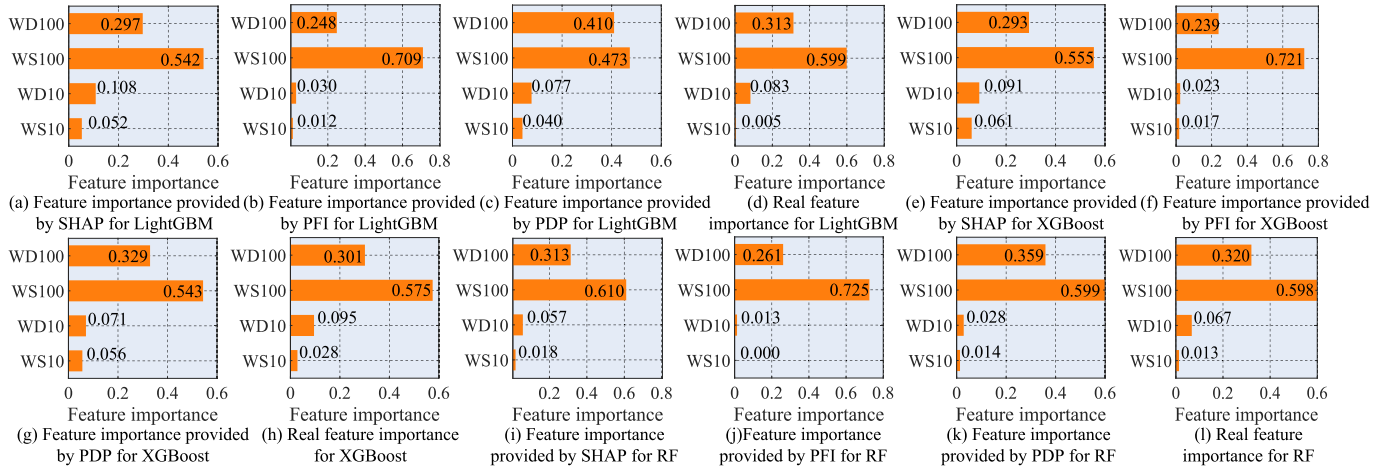 WD100 0.297
WS100 0.542
WD10 0.108
WS10 0.052
0 0.2 0.4 0.6
Feature importance
(a) Feature importance provided
by SHAP for LightGBM
WD100 0.248
WS100 0.709
WD10 0.030
WS10 0.012
0 0.2 0.4 0.6 0.8
Feature importance
(b) Feature importance provided
by PFI for LightGBM
WD100 0.410
WS100 0.473
WD10 0.077
WS10 0.040
0 0.2 0.4 0.6
Feature importance
(c) Feature importance provided
by PDP for LightGBM
WD100 0.313
WS100 0.599
WD10 0.083
WS10 0.005
0 0.2 0.4 0.6 0.8
Feature importance
(d) Real feature
importance for LightGBM
WD100 0.293
WS100 0.555
WD10 0.091
WS10 0.061
0 0.2 0.4 0.6
Feature importance
(e) Feature importance provided
by SHAP for XGBoost
WD100 0.239
WS100 0.721
WD10 0.023
WS10 0.017
0 0.2 0.4 0.6 0.8
Feature importance
(f) Feature importance provided
by PFI for XGBoost
WD100 0.329
WS100 0.543
WD10 0.071
WS10 0.056
0 0.2 0.4 0.6
Feature importance
(g) Feature importance provided
by PDP for XGBoost
WD100 0.301
WS100 0.575
WD10 0.095
WS10 0.028
0 0.2 0.4 0.6
Feature importance
(h) Real feature importance
for XGBoost
WD100 0.313
WS100 0.610
WD10 0.057
WS10 0.018
0 0.2 0.4 0.6 0.8
Feature importance
(i) Feature importance
provided by SHAP for RF
WD100 0.261
WS100 0.725
WD10 0.013
WS10 0.000
0 0.2 0.4 0.6 0.8
Feature importance
(j)Feature importance
provided by PFI for RF
WD100 0.359
WS100 0.599
WD10 0.028
WS10 0.014
0 0.2 0.4 0.6
Feature importance
(k) Feature importance
provided by PDP for RF
WD100 0.320
WS100 0.598
WD10 0.067
WS10 0.013
0 0.2 0.4 0.6
Feature importance
(l) Real feature
importance for RF